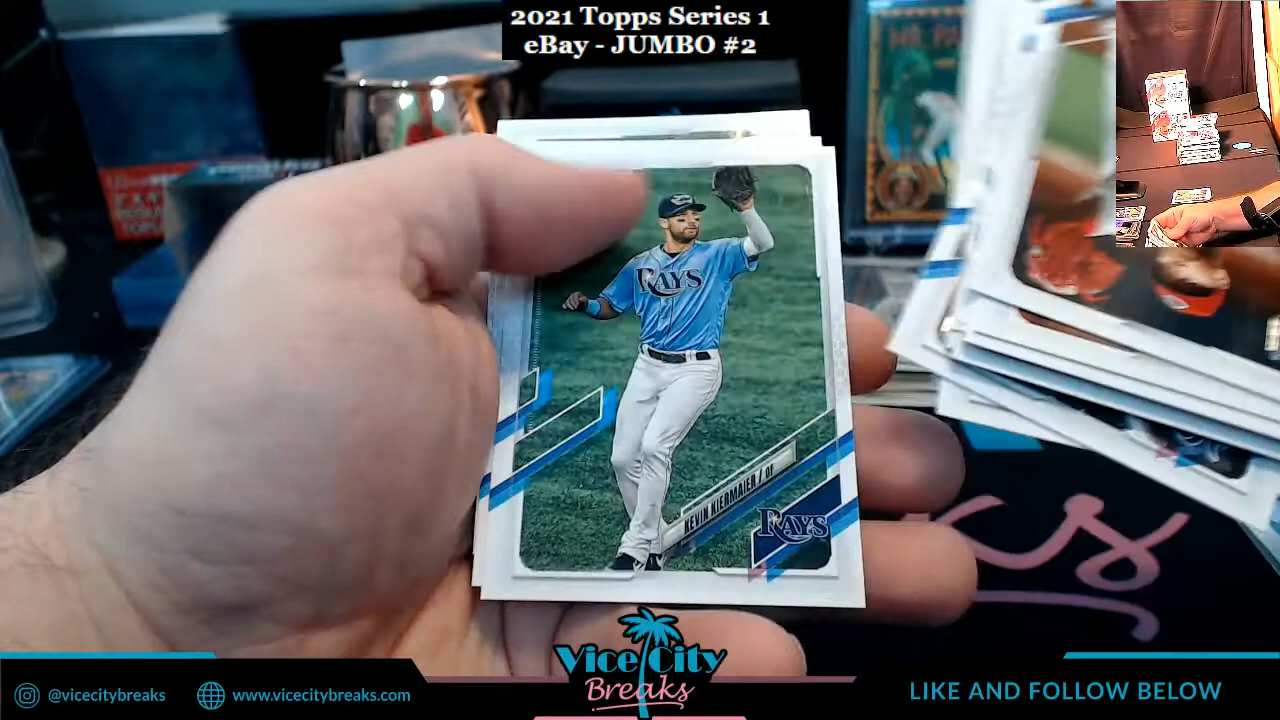 2021 Topps Series 1
eBay - JUMBO #2
RAYS
KEVIN KIERMAIER / OF
RAYS
Vice City
Breaks
@vicecitybreaks
www.vicecitybreaks.com
LIKE AND FOLLOW BELOW